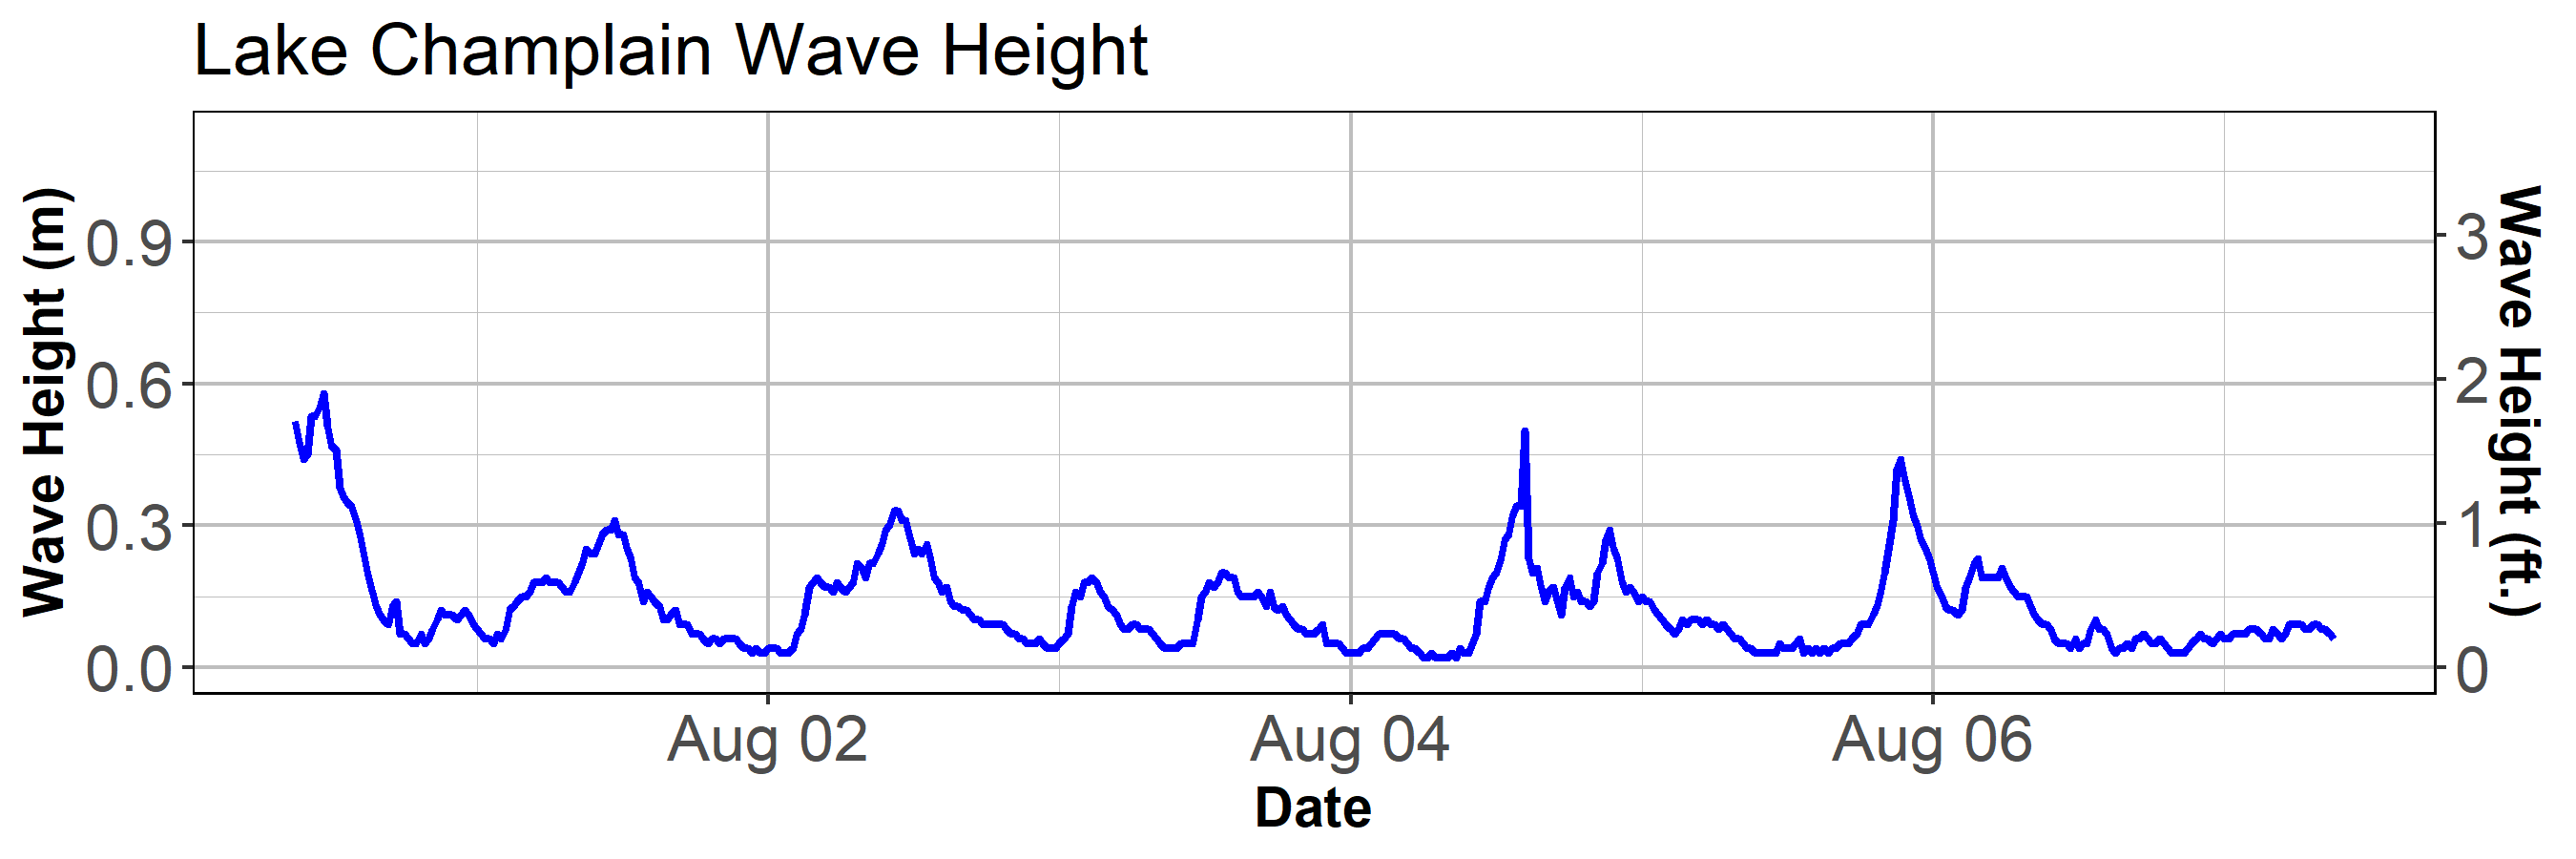 Lake Champlain Wave Height
Wave Height (m)
0.9
0.6
0.3
0.0
3
2
1
0
Wave Height (ft.)
Aug 02 Aug 04 Aug 06
Date